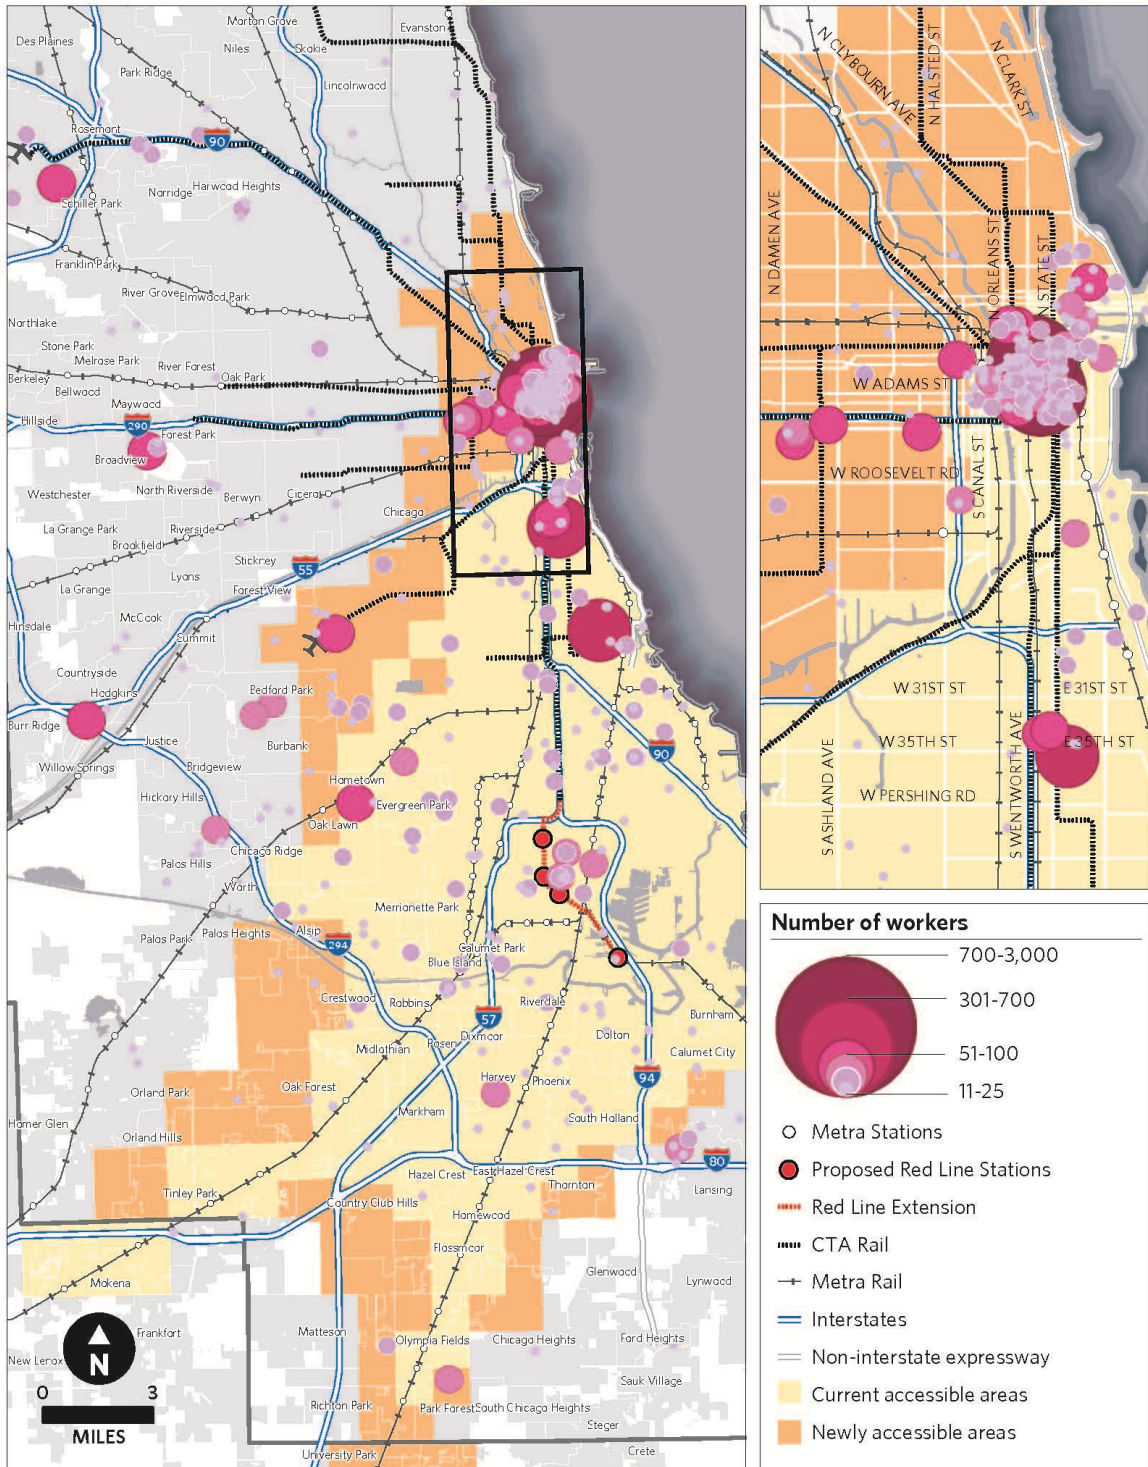 Morton Grove
Evanston
Des Plaines
Niles
Skokie
Park Ridge
Lincolnwood
Rosemont
90
Norridge
Harwood Heights
Schiller Park
Franklin Park
River Grove
Elmwood Park
Northlake
Stone Park
Melrose Park
River Forest
Oak Park
Berkeley
Bellwood
Maywood
Hillside
290
Forest Park
Broadview
Westchester
North Riverside
Berwyn
Cicero
Chicago
La Grange Park
Riverside
Brookfield
Stickney
55
Lyons
Forest View
La Grange
McCook
Hinsdale
Summit
Countryside
Hodgkins
Bedford Park
Burr Ridge
Justice
Burbank
90
Willow Springs
Bridgeview
Hometown
Hickory Hills
Evergreen Park
Oak Lawn
Chicago Ridge
Palos Hills
Worth
Merrionette Park
Palos Park
Palos Heights
Alsip
294
Calumet Park
Blue Island
Crestwood
Robbins
Riverdale
57
Burnham
Dixmoor
Dolton
Posen
Midlothian
Calumet City
Harvey
Phoenix
94
Orland Park
Oak Forest
Markham
South Holland
Homer Glen
Orland Hills
80
Hazel Crest
East Hazel Crest
Thornton
Lansing
Tinley Park
Country Club Hills
Homewood
Flossmoor
Glenwood
Lynwood
Mokena
Frankfort
Matteson
Olympia Fields
Chicago Heights
Ford Heights
New Lenox
Sauk Village
Richton Park
Park Forest
South Chicago Heights
Steger
Crete
University Park
N
0 3
MILES
N CLYBOURN AVE
N HALSTED ST
N CLARK ST
N DAMEN AVE
N ORLEANS ST
N STATE ST
W ADAMS ST
W ROOSEVELT RD
S CANAL ST
W 31ST ST
E 31ST ST
W 35TH ST
E 35TH ST
S ASHLAND AVE
S WENTWORTH AVE
W PERSHING RD
Number of workers
700-3,000
301-700
51-100
11-25
Metra Stations
Proposed Red Line Stations
Red Line Extension
CTA Rail
Metra Rail
Interstates
Non-interstate expressway
Current accessible areas
Newly accessible areas